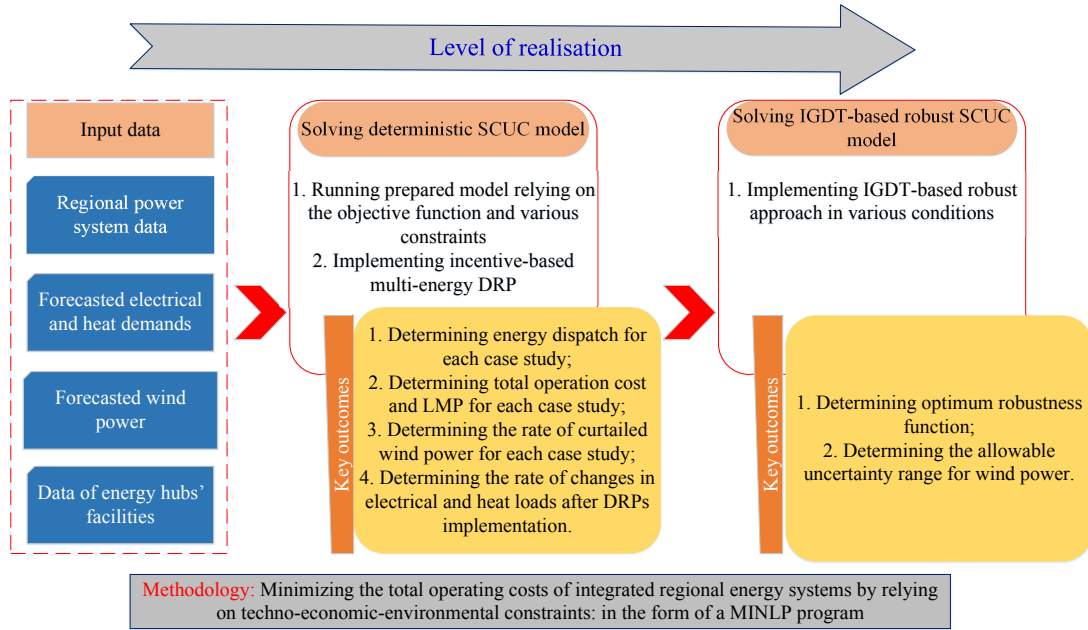 Level of realisation
Input data
Regional power
system data
Forecasted electrical
and heat demands
Forecasted wind
power
Data of energy hubs’
facilities
Solving deterministic SCUC model
1. Running prepared model relying on
the objective function and various
constraints
2. Implementing incentive-based
multi-energy DRP
Key outcomes
1. Determining energy dispatch for
each case study;
2. Determining total operation cost
and LMP for each case study;
3. Determining the rate of curtailed
wind power for each case study;
4. Determining the rate of changes in
electrical and heat loads after DRPs
implementation.
Solving IGDT-based robust SCUC
model
1. Implementing IGDT-based robust
approach in various conditions
Key outcomes
1. Determining optimum robustness
function;
2. Determining the allowable
uncertainty range for wind power.
Methodology: Minimizing the total operating costs of integrated regional energy systems by relying
on techno-economic-environmental constraints: in the form of a MINLP program